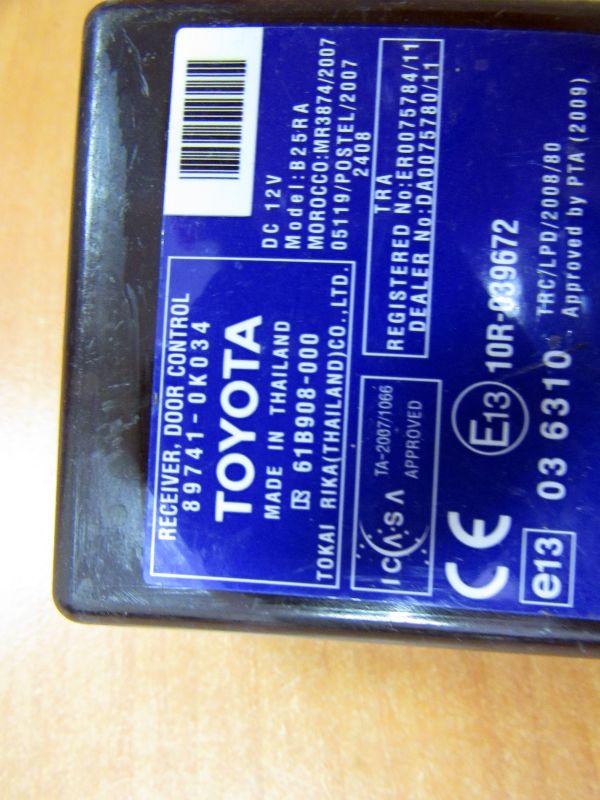 RECEIVER, DOOR CONTROL
89741-0K034
TOYOTA
MADE IN THAILAND
61B908-000
TOKAI RIKA(THAILAND)CO.,LTD.
DC 12V
Model:B25RA
MOROCCO:MR3874/2007
05119/POSTEL/2007
2408
ICASA
TA-2007/1066
APPROVED
TRA
REGISTERED No:ER0075784/11
DEALER No:DA0075780/11
CE
E13
10R-039672
e13
03 6310
TRC/LPD/2008/80
Approved by PTA (2009)